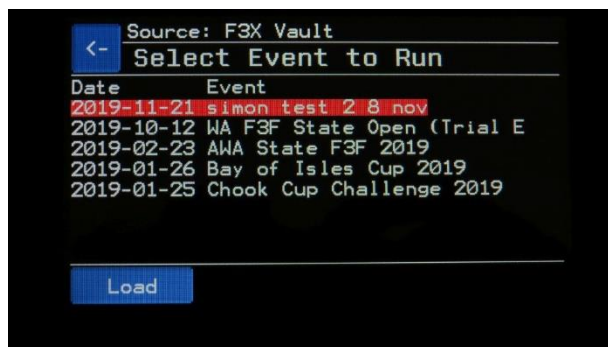 Source: F3X Vault
<- Select Event to Run
Date Event
2019-11-21 simon test 2 8 nov
2019-10-12 WA F3F State Open (Trial E
2019-02-23 AWA State F3F 2019
2019-01-26 Bay of Isles Cup 2019
2019-01-25 Chook Cup Challenge 2019
Load